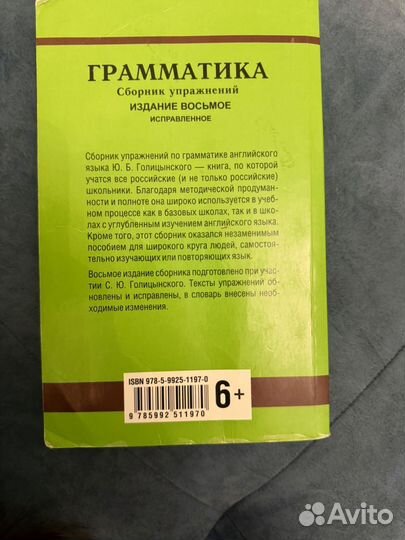 ГРАММАТИКА
Сборник упражнений
ИЗДАНИЕ ВОСЬМОЕ
ИСПРАВЛЕННОЕ
Сборник упражнений по грамматике английского
языка Ю. Б. Голицынского — книга, по которой
учатся все российские (и не только российские)
школьники. Благодаря методической продуман-
ности и полноте она широко используется в учеб-
ном процессе как в базовых школах, так и в шко-
лах с углубленным изучением английского языка.
Кроме того, этот сборник оказался незаменимым
пособием для широкого круга людей, самостоя-
тельно изучающих или повторяющих язык.
Восьмое издание сборника подготовлено при учас-
тии С. Ю. Голицынского. Тексты упражнений об-
новлены и исправлены, в словарь внесены необ-
ходимые изменения.
ISBN 978-5-9925-1197-0
9 785992 511970
6+
Avito